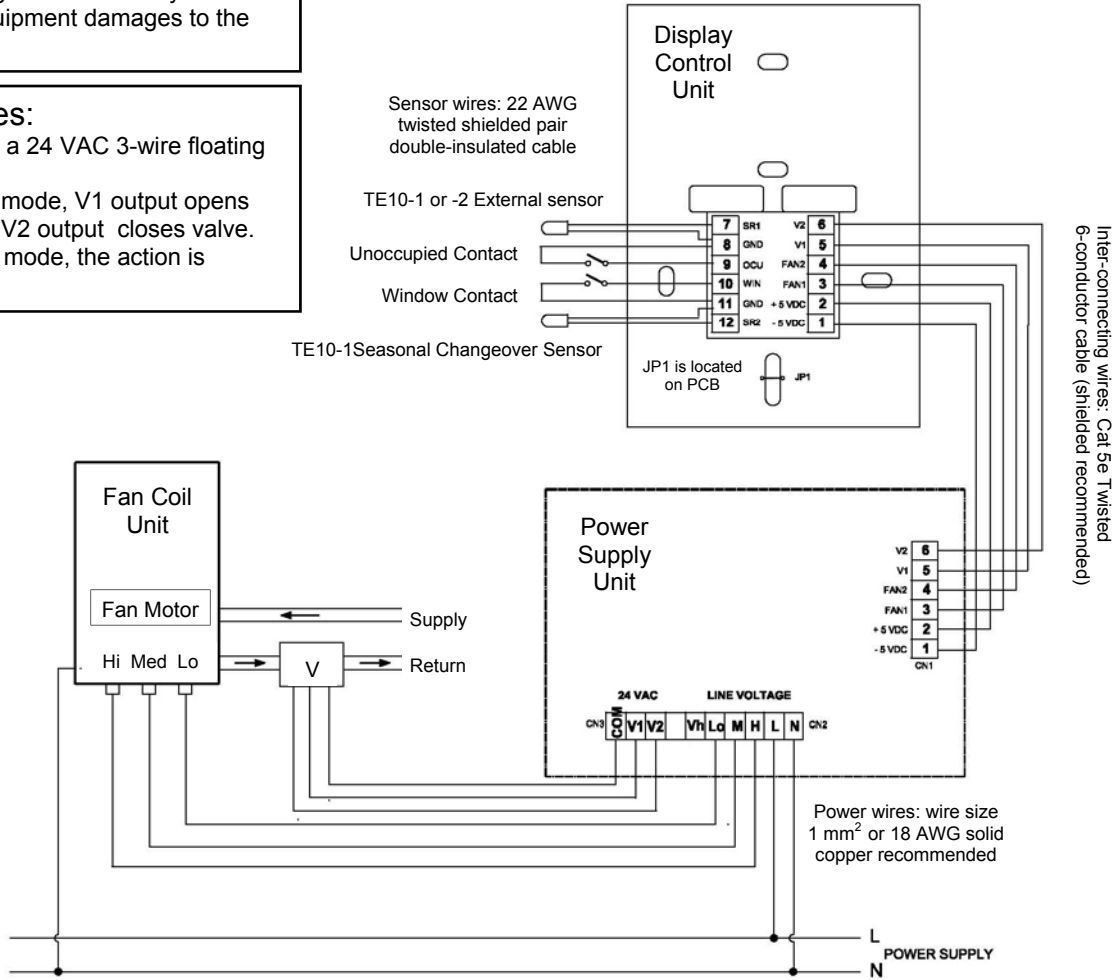 uipment damages to the
es:
a 24 VAC 3-wire floating
mode, V1 output opens
V2 output closes valve.
mode, the action is
Display
Control
Unit
Sensor wires: 22 AWG
twisted shielded pair
double-insulated cable
TE10-1 or -2 External sensor
Unoccupied Contact
Window Contact
TE10-1Seasonal Changeover Sensor
7 SR1 V2 6
8 GND V1 5
9 OCU FAN2 4
10 WIN FAN1 3
11 GND + 5 VDC 2
12 SR2 - 5 VDC 1
JP1 is located
on PCB
JP1
Inter-connecting wires: Cat 5e Twisted
6-conductor cable (shielded recommended)
Fan Coil
Unit
Fan Motor
Hi Med Lo
Supply
Return
V
Power
Supply
Unit
V2 6
V1 5
FAN2 4
FAN1 3
+ 5 VDC 2
- 5 VDC 1
CN1
24 VAC LINE VOLTAGE
CN3 COM V1 V2 Vh Lo M H L N CN2
Power wires: wire size
1 mm² or 18 AWG solid
copper recommended
L
POWER SUPPLY
N